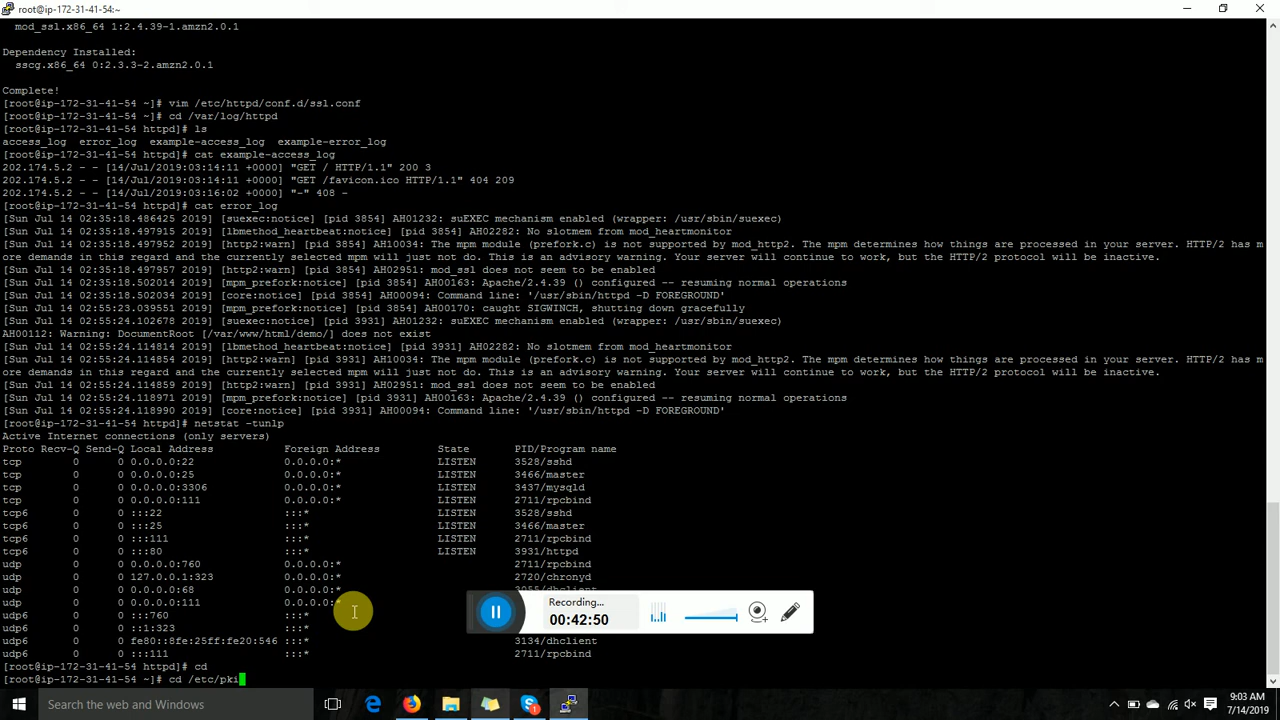 root@ip-172-31-41-54:~
mod_ssl.x86_64 1:2.4.39-1.amzn2.0.1
Dependency Installed:
sscg.x86_64 0:2.3.3-2.amzn2.0.1
Complete!
[root@ip-172-31-41-54 ~]# vim /etc/httpd/conf.d/ssl.conf
[root@ip-172-31-41-54 ~]# cd /var/log/httpd
[root@ip-172-31-41-54 httpd]# ls
access_log  error_log  example-access_log  example-error_log
[root@ip-172-31-41-54 httpd]# cat example-access_log
202.174.5.2 - - [14/Jul/2019:03:14:11 +0000] "GET / HTTP/1.1" 200 3
202.174.5.2 - - [14/Jul/2019:03:14:11 +0000] "GET /favicon.ico HTTP/1.1" 404 209
202.174.5.2 - - [14/Jul/2019:03:16:02 +0000] "-" 408 -
[root@ip-172-31-41-54 httpd]# cat error_log
[Sun Jul 14 02:35:18.486425 2019] [suexec:notice] [pid 3854] AH01232: suEXEC mechanism enabled (wrapper: /usr/sbin/suexec)
[Sun Jul 14 02:35:18.497915 2019] [lbmethod_heartbeat:notice] [pid 3854] AH02282: No slotmem from mod_heartmonitor
[Sun Jul 14 02:35:18.497952 2019] [http2:warn] [pid 3854] AH10034: The mpm module (prefork.c) is not supported by mod_http2. The mpm determines how things are processed in your server. HTTP/2 has m
ore demands in this regard and the currently selected mpm will just not do. This is an advisory warning. Your server will continue to work, but the HTTP/2 protocol will be inactive.
[Sun Jul 14 02:35:18.497957 2019] [http2:warn] [pid 3854] AH02951: mod_ssl does not seem to be enabled
[Sun Jul 14 02:35:18.502014 2019] [mpm_prefork:notice] [pid 3854] AH00163: Apache/2.4.39 () configured -- resuming normal operations
[Sun Jul 14 02:35:18.502034 2019] [core:notice] [pid 3854] AH00094: Command line: '/usr/sbin/httpd -D FOREGROUND'
[Sun Jul 14 02:55:23.039551 2019] [mpm_prefork:notice] [pid 3854] AH00170: caught SIGWINCH, shutting down gracefully
[Sun Jul 14 02:55:24.102678 2019] [suexec:notice] [pid 3931] AH01232: suEXEC mechanism enabled (wrapper: /usr/sbin/suexec)
AH00112: Warning: DocumentRoot [/var/www/html/demo/] does not exist
[Sun Jul 14 02:55:24.114814 2019] [lbmethod_heartbeat:notice] [pid 3931] AH02282: No slotmem from mod_heartmonitor
[Sun Jul 14 02:55:24.114854 2019] [http2:warn] [pid 3931] AH10034: The mpm module (prefork.c) is not supported by mod_http2. The mpm determines how things are processed in your server. HTTP/2 has m
ore demands in this regard and the currently selected mpm will just not do. This is an advisory warning. Your server will continue to work, but the HTTP/2 protocol will be inactive.
[Sun Jul 14 02:55:24.114859 2019] [http2:warn] [pid 3931] AH02951: mod_ssl does not seem to be enabled
[Sun Jul 14 02:55:24.118971 2019] [mpm_prefork:notice] [pid 3931] AH00163: Apache/2.4.39 () configured -- resuming normal operations
[Sun Jul 14 02:55:24.118990 2019] [core:notice] [pid 3931] AH00094: Command line: '/usr/sbin/httpd -D FOREGROUND'
[root@ip-172-31-41-54 httpd]# netstat -tunlp
Active Internet connections (only servers)
Proto Recv-Q Send-Q Local Address Foreign Address State PID/Program name
tcp 0 0 0.0.0.0:22 0.0.0.0:* LISTEN 3528/sshd
tcp 0 0 0.0.0.0:25 0.0.0.0:* LISTEN 3466/master
tcp 0 0 0.0.0.0:3306 0.0.0.0:* LISTEN 3437/mysqld
tcp 0 0 0.0.0.0:111 0.0.0.0:* LISTEN 2711/rpcbind
tcp6 0 0 :::22 :::* LISTEN 3528/sshd
tcp6 0 0 :::25 :::* LISTEN 3466/master
tcp6 0 0 :::111 :::* LISTEN 2711/rpcbind
tcp6 0 0 :::80 :::* LISTEN 3931/httpd
udp 0 0 0.0.0.0:760 0.0.0.0:* 2711/rpcbind
udp 0 0 127.0.0.1:323 0.0.0.0:* 2720/chronyd
udp 0 0 0.0.0.0:68 0.0.0.0:*
udp 0 0 0.0.0.0:111 0.0.0.0:*
udp6 0 0 :::760 :::*
udp6 0 0 ::1:323 :::*
udp6 0 0 fe80::8fe:25ff:fe20:546 :::* 3134/dhclient
udp6 0 0 :::111 :::* 2711/rpcbind
[root@ip-172-31-41-54 httpd]# cd
[root@ip-172-31-41-54 ~]# cd /etc/pki
Recording...
00:42:50
Search the web and Windows
9:03 AM
7/14/2019